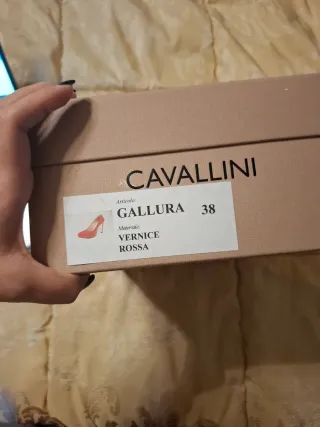 CAVALLINI
Articolo:
GALLURA 38
Materiale:
VERNICE
ROSSA